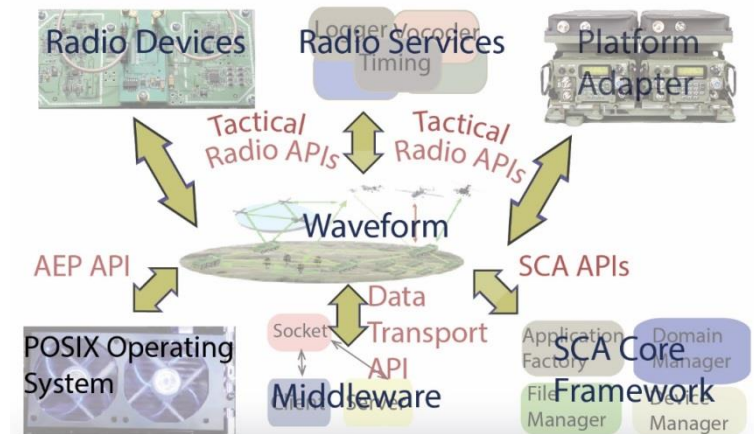 Radio Devices
Logger
Vocoder
Radio Services
Timing
Platform
Adapter
Tactical
Radio APIs
Tactical
Radio APIs
Waveform
AEP API
SCA APIs
Data
Transport
API
POSIX Operating
System
Socket
Client
Server
Middleware
Application
Factory
Domain
Manager
SCA Core
Framework
File
Manager
Device
Manager